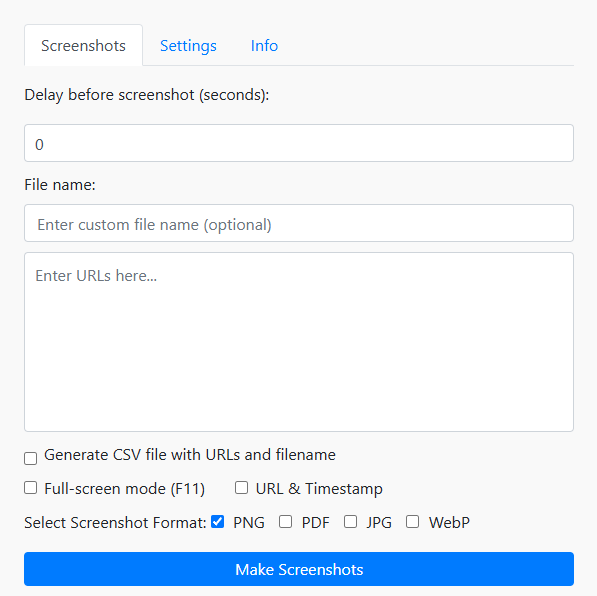 Screenshots Settings Info
Delay before screenshot (seconds):
0
File name:
Enter custom file name (optional)
Enter URLs here...
Generate CSV file with URLs and filename
Full-screen mode (F11) URL & Timestamp
Select Screenshot Format: PNG PDF JPG WebP
Make Screenshots